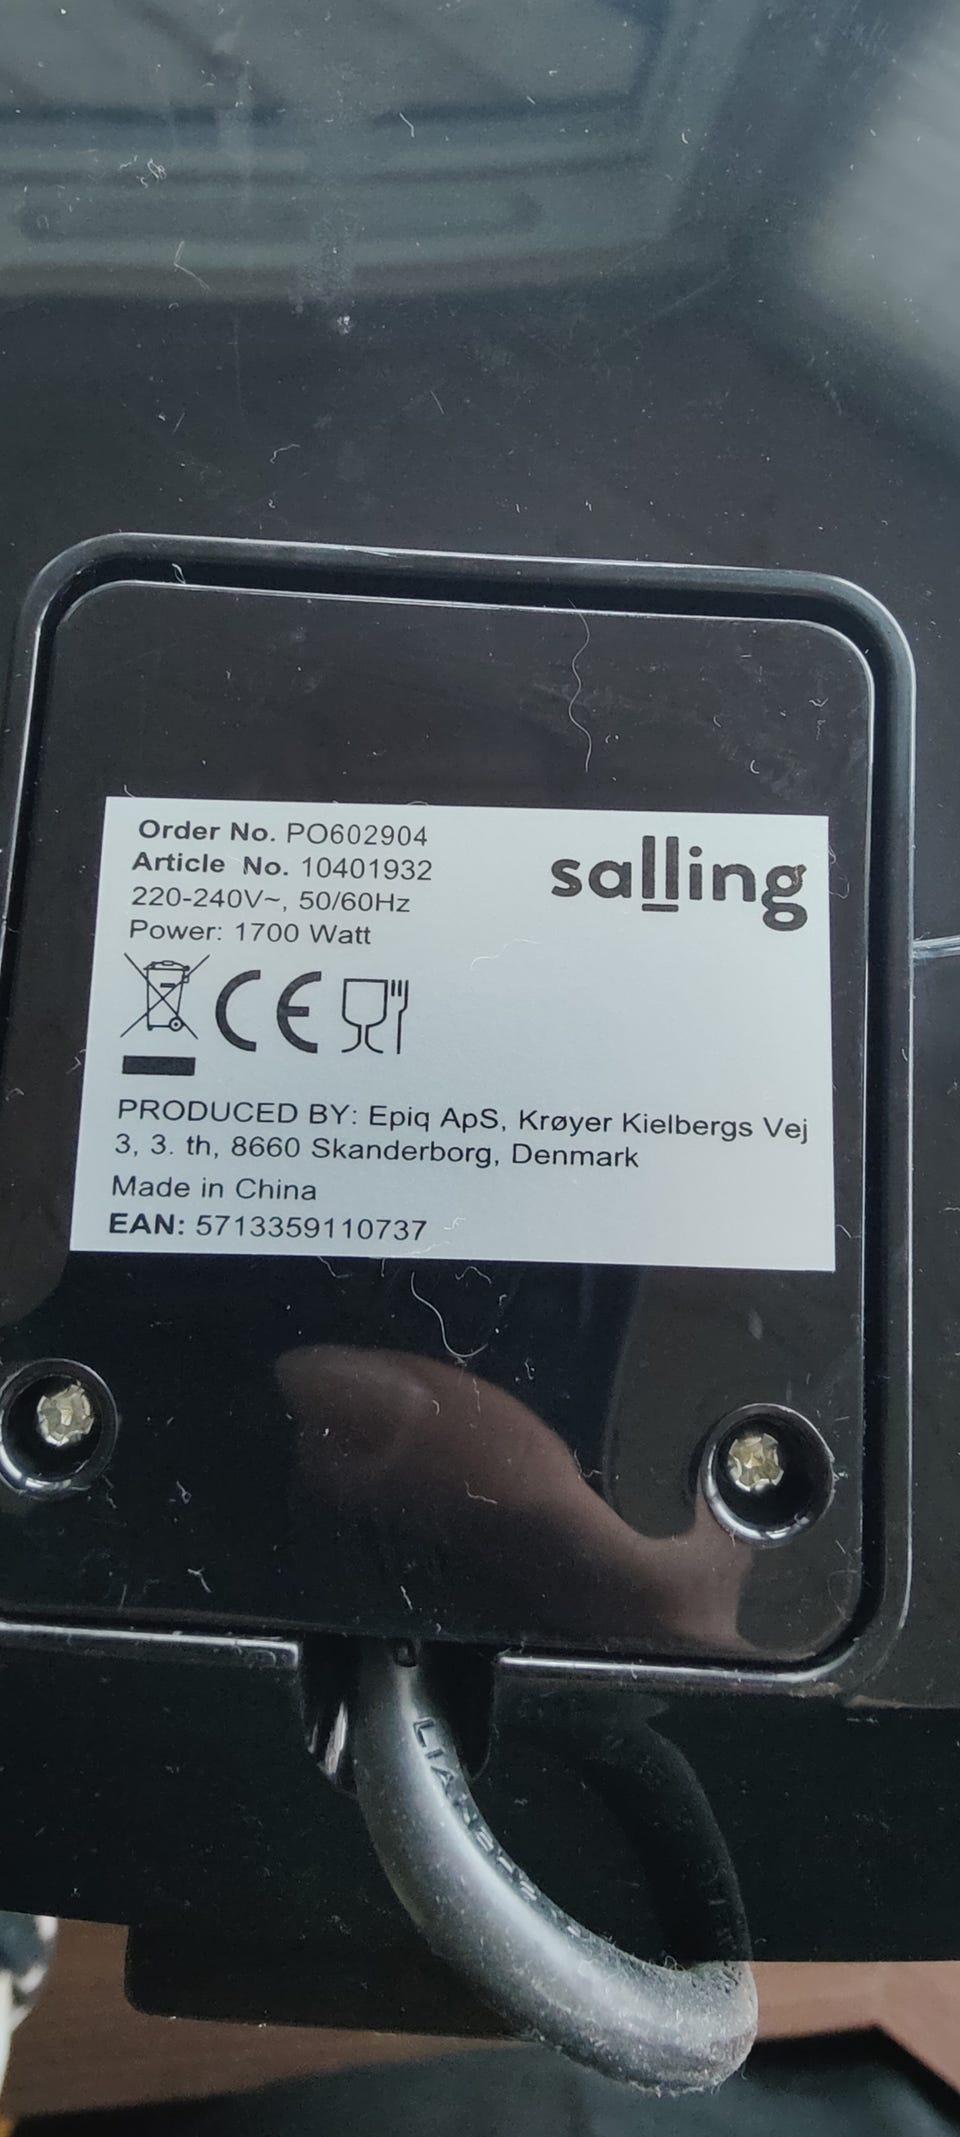 Order No. PO602904
Article No. 10401932
220-240V~, 50/60Hz
Power: 1700 Watt
salling
CE
PRODUCED BY: Epiq ApS, Krøyer Kielbergs Vej
3, 3. th, 8660 Skanderborg, Denmark
Made in China
EAN: 5713359110737